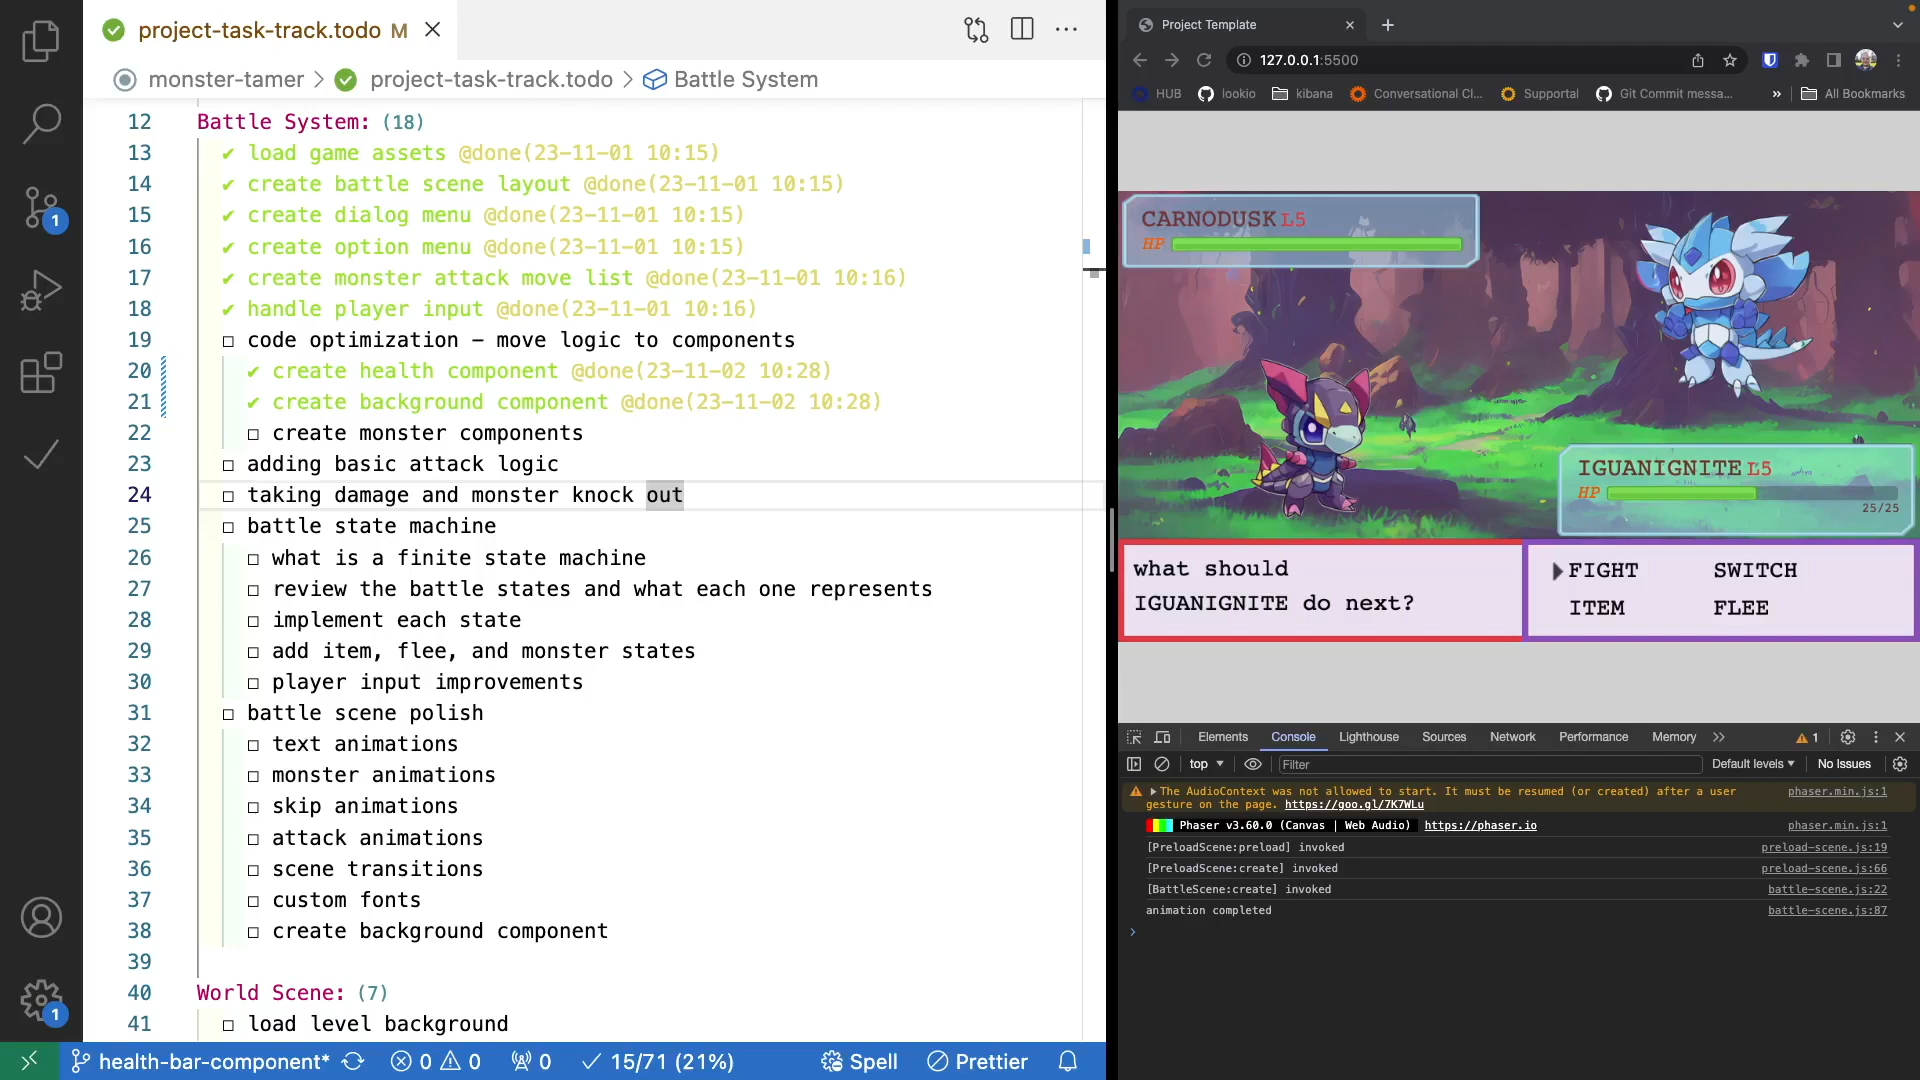 project-task-track.todo M
monster-tamer > project-task-track.todo > Battle System
12 Battle System: (18)
13 ✔ load game assets @done(23-11-01 10:15)
14 ✔ create battle scene layout @done(23-11-01 10:15)
15 ✔ create dialog menu @done(23-11-01 10:15)
16 ✔ create option menu @done(23-11-01 10:15)
17 ✔ create monster attack move list @done(23-11-01 10:16)
18 ✔ handle player input @done(23-11-01 10:16)
19 ☐ code optimization – move logic to components
20 ✔ create health component @done(23-11-02 10:28)
21 ✔ create background component @done(23-11-02 10:28)
22 ☐ create monster components
23 ☐ adding basic attack logic
24 ☐ taking damage and monster knock out
25 ☐ battle state machine
26 ☐ what is a finite state machine
27 ☐ review the battle states and what each one represents
28 ☐ implement each state
29 ☐ add item, flee, and monster states
30 ☐ player input improvements
31 ☐ battle scene polish
32 ☐ text animations
33 ☐ monster animations
34 ☐ skip animations
35 ☐ attack animations
36 ☐ scene transitions
37 ☐ custom fonts
38 ☐ create background component
39
40 World Scene: (7)
41 ☐ load level background
1
1
health-bar-component* 0 0 0 15/71 (21%) Spell Prettier
Project Template
127.0.0.1:5500
HUB lookio kibana Conversational Cl... Supportal Git Commit messa... » All Bookmarks
CARNODUSK L5
HP
IGUANIGNITE L5
HP
25/25
what should
IGUANIGNITE do next?
FIGHT SWITCH
ITEM FLEE
Elements Console Lighthouse Sources Network Performance Memory » 1
top Filter Default levels No Issues
The AudioContext was not allowed to start. It must be resumed (or created) after a user phaser.min.js:1
gesture on the page. https://goo.gl/7K7WLu
Phaser v3.60.0 (Canvas | Web Audio) https://phaser.io phaser.min.js:1
[PreloadScene:preload] invoked preload-scene.js:19
[PreloadScene:create] invoked preload-scene.js:66
[BattleScene:create] invoked battle-scene.js:22
animation completed battle-scene.js:87